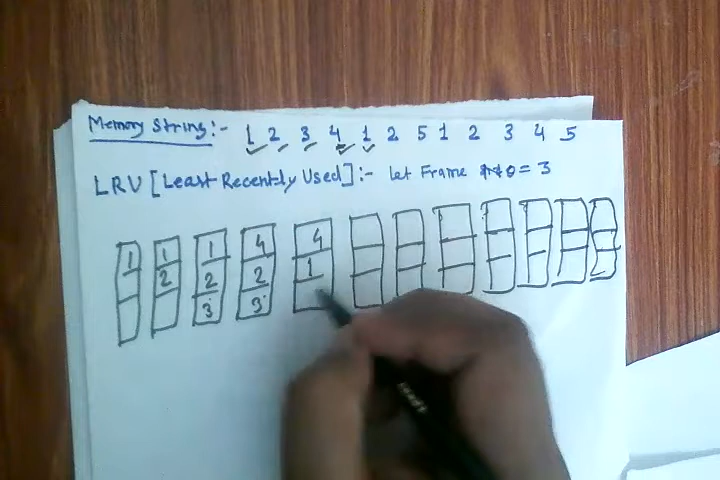 Memory String:- 1 2 3 4 1 2 5 1 2 3 4 5
LRU [Least Recently Used]:- let Frame no = 3
1 1 1 4 4
2 2 2 1
3 3